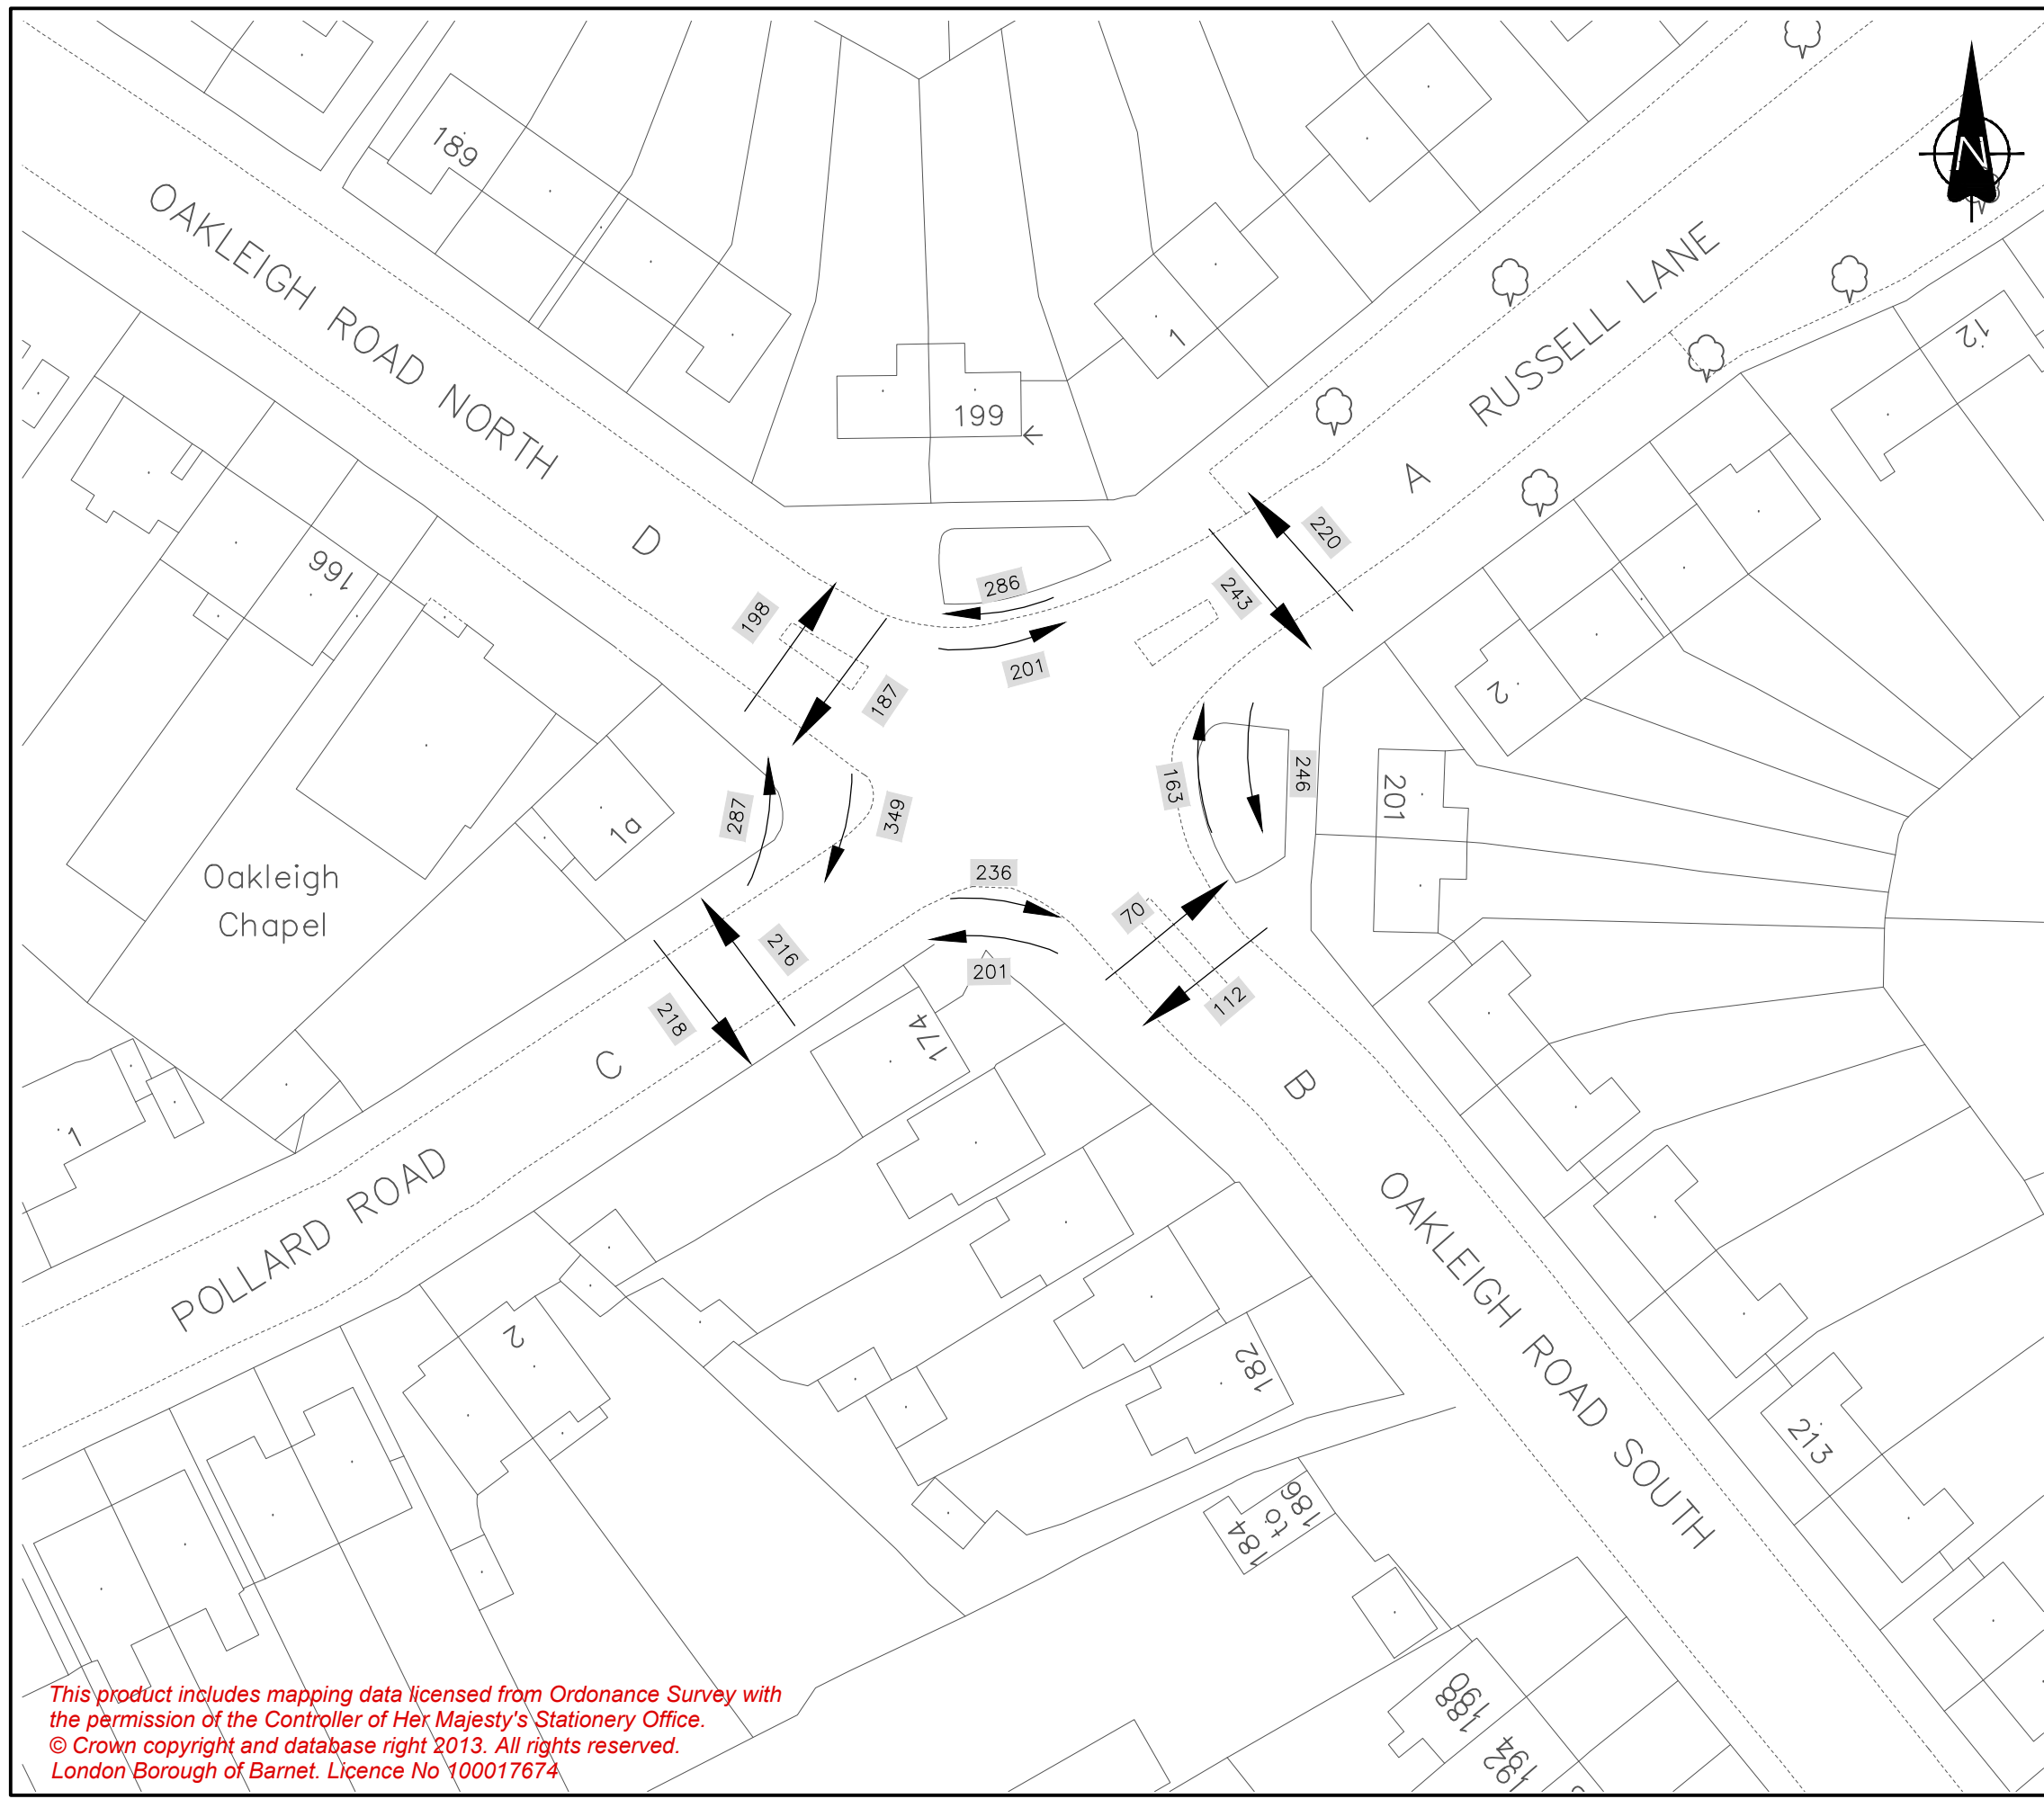 189
OAKLEIGH ROAD NORTH
N
RUSSELL LANE
A
1
12
199
D
166
220
243
286
201
198
187
2
201
163
246
287
349
1a
Oakleigh
Chapel
236
201
70
112
216
218
C
174
B
1
POLLARD ROAD
2
182
OAKLEIGH ROAD SOUTH
213
184
to
186
188
190
192
194
This product includes mapping data licensed from Ordonance Survey with
the permission of the Controller of Her Majesty's Stationery Office.
© Crown copyright and database right 2013. All rights reserved.
London Borough of Barnet. Licence No 100017674